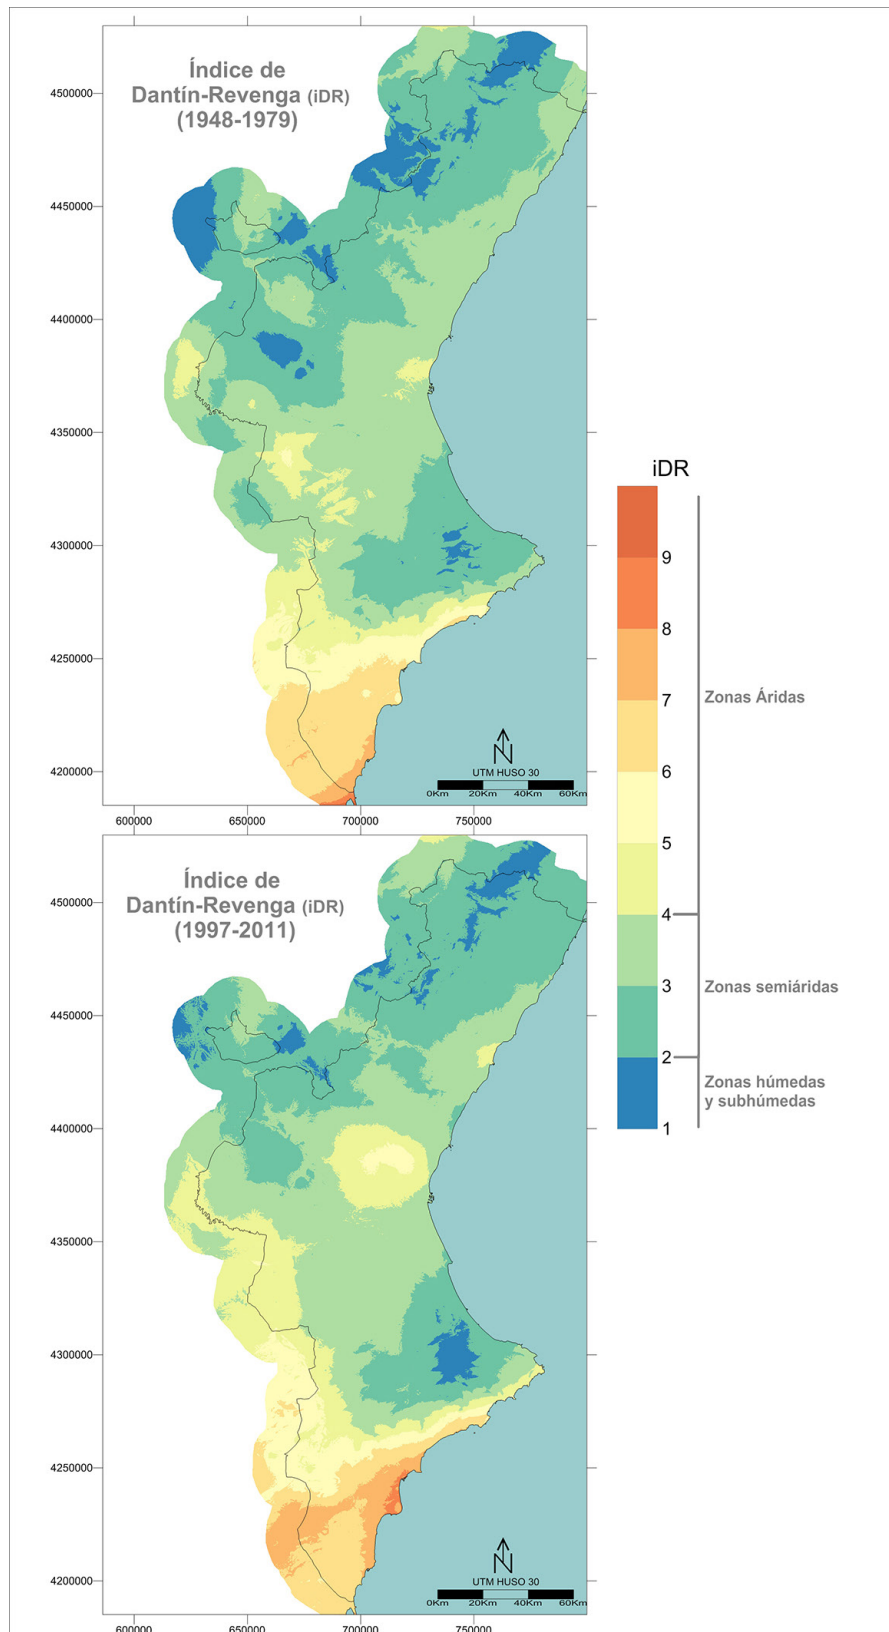 Índice de
Dantín-Revenga (iDR)
(1948-1979)
4500000
4450000
4400000
4350000
4300000
4250000
4200000
N
UTM HUSO 30
0Km 20Km 40Km 60Km
600000 650000 700000 750000
iDR
9
8
7
6
5
4
3
2
1
Zonas Áridas
Zonas semiáridas
Zonas húmedas
y subhúmedas
Índice de
Dantín-Revenga (iDR)
(1997-2011)
4500000
4450000
4400000
4350000
4300000
4250000
4200000
N
UTM HUSO 30
0Km 20Km 40Km 60Km
600000 650000 700000 750000